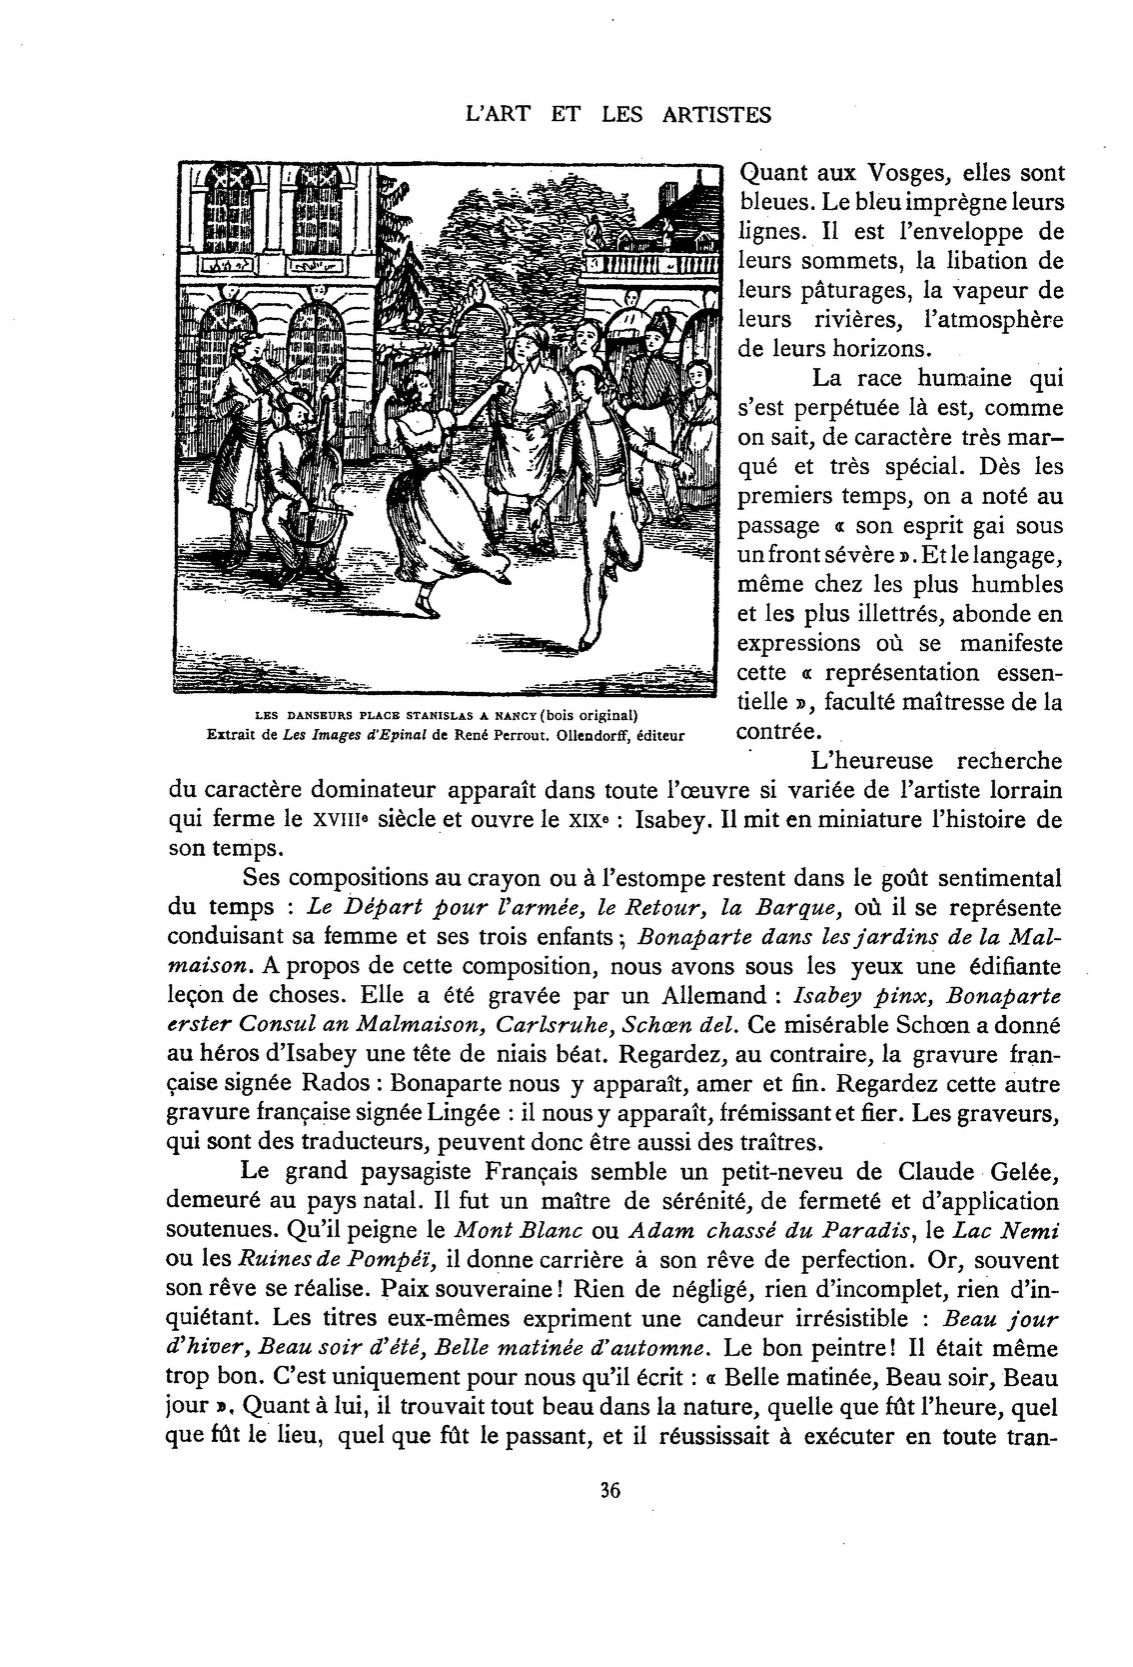 L'ART ET LES ARTISTES
LES DANSEURS PLACE STANISLAS A NANCY (bois original)
Extrait de Les Images d'Epinal de René Perrout. Ollendorff, éditeur
Quant aux Vosges, elles sont
bleues. Le bleu imprègne leurs
lignes. Il est l'enveloppe de
leurs sommets, la libation de
leurs pâturages, la vapeur de
leurs rivières, l'atmosphère
de leurs horizons.
La race humaine qui
s'est perpétuée là est, comme
on sait, de caractère très mar-
qué et très spécial. Dès les
premiers temps, on a noté au
passage « son esprit gai sous
un front sévère ». Et le langage,
même chez les plus humbles
et les plus illettrés, abonde en
expressions où se manifeste
cette « représentation essen-
tielle », faculté maîtresse de la
contrée.
L'heureuse recherche
du caractère dominateur apparaît dans toute l'œuvre si variée de l'artiste lorrain
qui ferme le XVIIIe siècle et ouvre le XIXe : Isabey. Il mit en miniature l'histoire de
son temps.
Ses compositions au crayon ou à l'estompe restent dans le goût sentimental
du temps : Le Départ pour l'armée, le Retour, la Barque, où il se représente
conduisant sa femme et ses trois enfants ; Bonaparte dans les jardins de la Mal-
maison. A propos de cette composition, nous avons sous les yeux une édifiante
leçon de choses. Elle a été gravée par un Allemand : Isabey pinx, Bonaparte
erster Consul an Malmaison, Carlsruhe, Schœn del. Ce misérable Schœn a donné
au héros d'Isabey une tête de niais béat. Regardez, au contraire, la gravure fran-
çaise signée Rados : Bonaparte nous y apparaît, amer et fin. Regardez cette autre
gravure française signée Lingée : il nous y apparaît, frémissant et fier. Les graveurs,
qui sont des traducteurs, peuvent donc être aussi des traîtres.
Le grand paysagiste Français semble un petit-neveu de Claude Gelée,
demeuré au pays natal. Il fut un maître de sérénité, de fermeté et d'application
soutenues. Qu'il peigne le Mont Blanc ou Adam chassé du Paradis, le Lac Nemi
ou les Ruines de Pompéï, il donne carrière à son rêve de perfection. Or, souvent
son rêve se réalise. Paix souveraine ! Rien de négligé, rien d'incomplet, rien d'in-
quiétant. Les titres eux-mêmes expriment une candeur irrésistible : Beau jour
d'hiver, Beau soir d'été, Belle matinée d'automne. Le bon peintre ! Il était même
trop bon. C'est uniquement pour nous qu'il écrit : « Belle matinée, Beau soir, Beau
jour ». Quant à lui, il trouvait tout beau dans la nature, quelle que fût l'heure, quel
que fût le lieu, quel que fût le passant, et il réussissait à exécuter en toute tran-
36